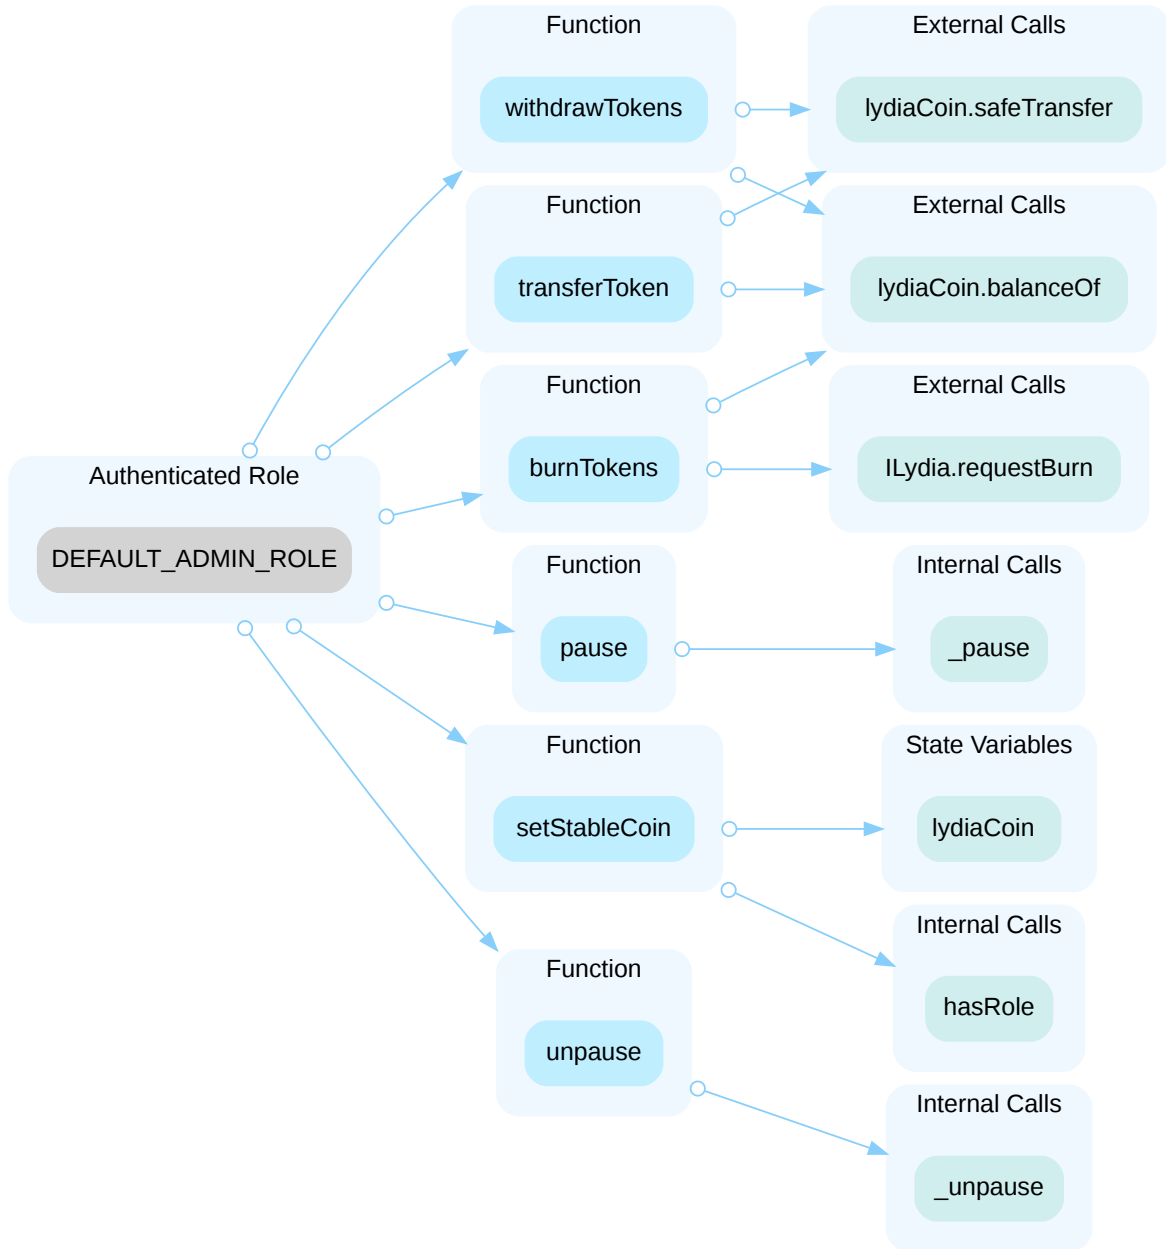 Function
withdrawTokens
External Calls
lydiaCoin.safeTransfer
Function
transferToken
External Calls
lydiaCoin.balanceOf
Function
burnTokens
External Calls
ILydia.requestBurn
Authenticated Role
DEFAULT_ADMIN_ROLE
Function
pause
Internal Calls
_pause
Function
setStableCoin
State Variables
lydiaCoin
Internal Calls
hasRole
Function
unpause
Internal Calls
_unpause